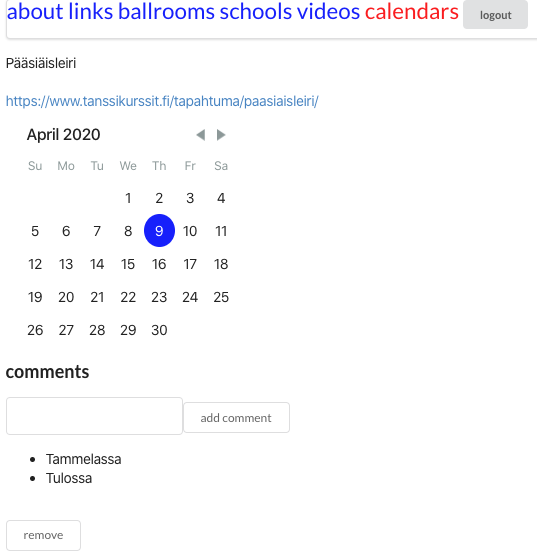 about links ballrooms schools videos calendars logout
Pääsiäisleiri
https://www.tanssikurssit.fi/tapahtuma/paasiaisleiri/
April 2020
Su Mo Tu We Th Fr Sa
1 2 3 4
5 6 7 8 9 10 11
12 13 14 15 16 17 18
19 20 21 22 23 24 25
26 27 28 29 30
comments
add comment
Tammelassa
Tulossa
remove